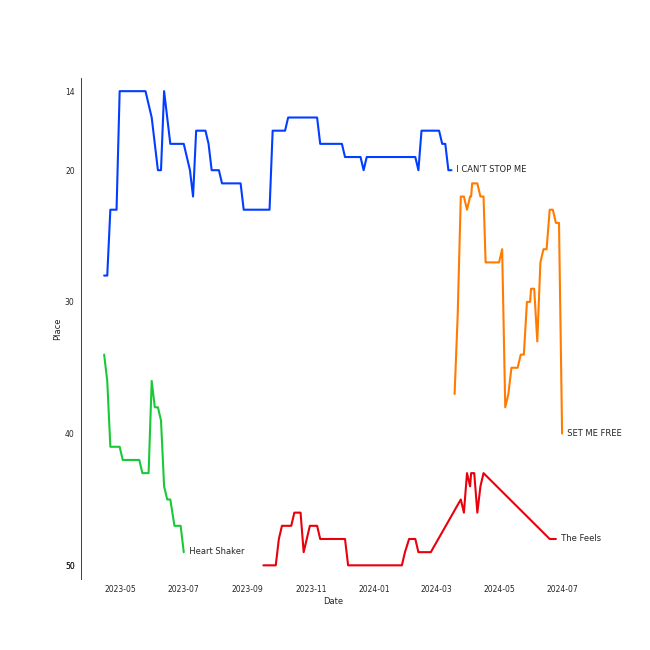 14
20
30
40
50
Place
I CAN'T STOP ME
SET ME FREE
The Feels
Heart Shaker
2023-05 2023-07 2023-09 2023-11 2024-01 2024-03 2024-05 2024-07
Date